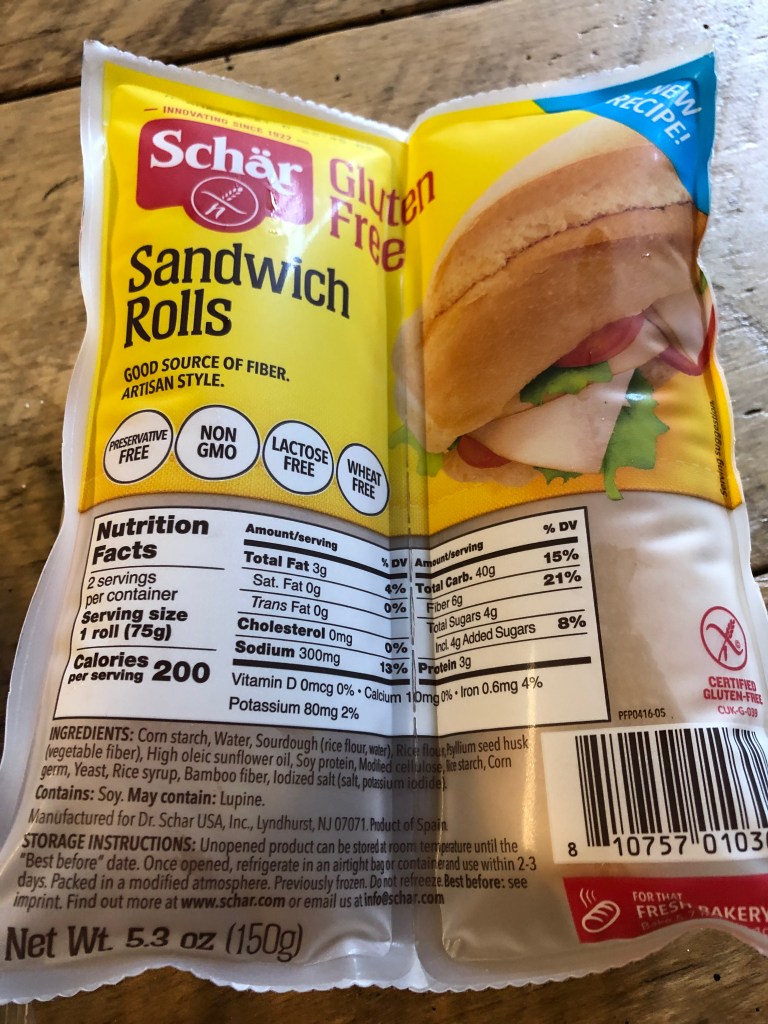 INNOVATING SINCE 1922
Schär
Gluten
Free
NEW
RECIPE!
Sandwich
Rolls
GOOD SOURCE OF FIBER.
ARTISAN STYLE.
PRESERVATIVE
FREE
NON
GMO
LACTOSE
FREE
WHEAT
FREE
Serving suggestion
Nutrition
Facts
2 servings
per container
Serving size
1 roll (75g)
Calories
per serving 200
Amount/serving % DV
Total Fat 3g 4%
Sat. Fat 0g 0%
Trans Fat 0g
Cholesterol 0mg 0%
Sodium 300mg 13%
Amount/serving % DV
Total Carb. 40g 15%
Fiber 6g 21%
Total Sugars 4g
Incl. 4g Added Sugars 8%
Protein 3g
Vitamin D 0mcg 0% • Calcium 10mg 0% • Iron 0.6mg 4%
Potassium 80mg 2%
CERTIFIED
GLUTEN-FREE
CUK-G-039
PFP0416-05
INGREDIENTS: Corn starch, Water, Sourdough (rice flour, water), Rice flour, Psyllium seed husk
(vegetable fiber), High oleic sunflower oil, Soy protein, Modified cellulose, Rice starch, Corn
germ, Yeast, Rice syrup, Bamboo fiber, Iodized salt (salt, potassium iodide).
Contains: Soy. May contain: Lupine.
Manufactured for Dr. Schar USA, Inc., Lyndhurst, NJ 07071. Product of Spain.
STORAGE INSTRUCTIONS: Unopened product can be stored at room temperature until the
"Best before" date. Once opened, refrigerate in an airtight bag or container and use within 2-3
days. Packed in a modified atmosphere. Previously frozen. Do not refreeze. Best before: see
imprint. Find out more at www.schar.com or email us at info@schar.com
Net Wt. 5.3 oz (150g)
8 10757 0103
FOR THAT
FRESH BAKERY